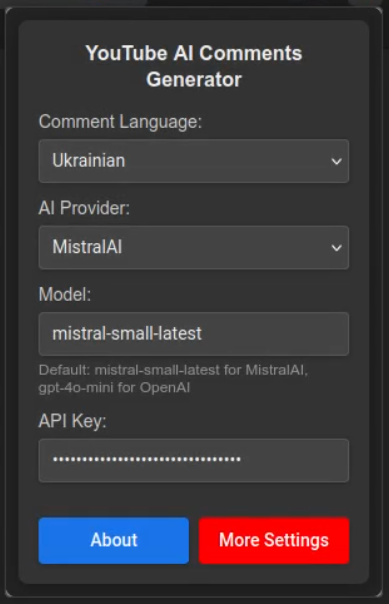 YouTube AI Comments
Generator
Comment Language:
Ukrainian
AI Provider:
MistralAI
Model:
mistral-small-latest
Default: mistral-small-latest for MistralAI,
gpt-4o-mini for OpenAI
API Key:
••••••••••••••••••••••••••••••••
About
More Settings